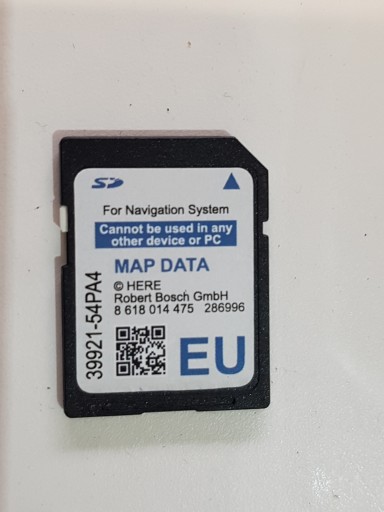 SD
For Navigation System
Cannot be used in any
other device or PC
MAP DATA
© HERE
Robert Bosch GmbH
8 618 014 475 286996
EU
39921-54PA4